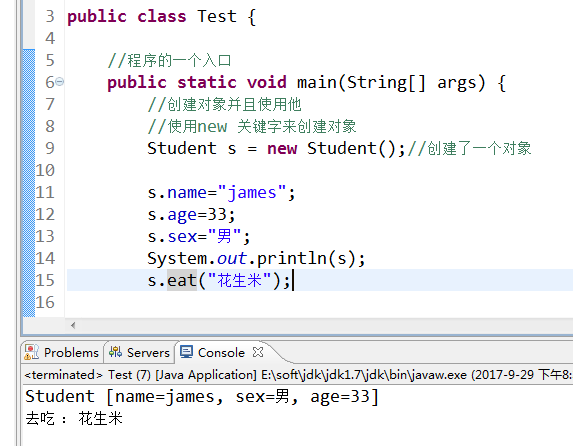 3 public class Test {
4
5 //程序的一个入口
6 public static void main(String[] args) {
7 //创建对象并且使用他
8 //使用new 关键字来创建对象
9 Student s = new Student();//创建了一个对象
10
11 s.name="james";
12 s.age=33;
13 s.sex="男";
14 System.out.println(s);
15 s.eat("花生米");
16
Problems Servers Console
<terminated> Test (7) [Java Application] E:\soft\jdk\jdk1.7\jdk\bin\javaw.exe (2017-9-29 下午8:
Student [name=james, sex=男, age=33]
去吃 : 花生米